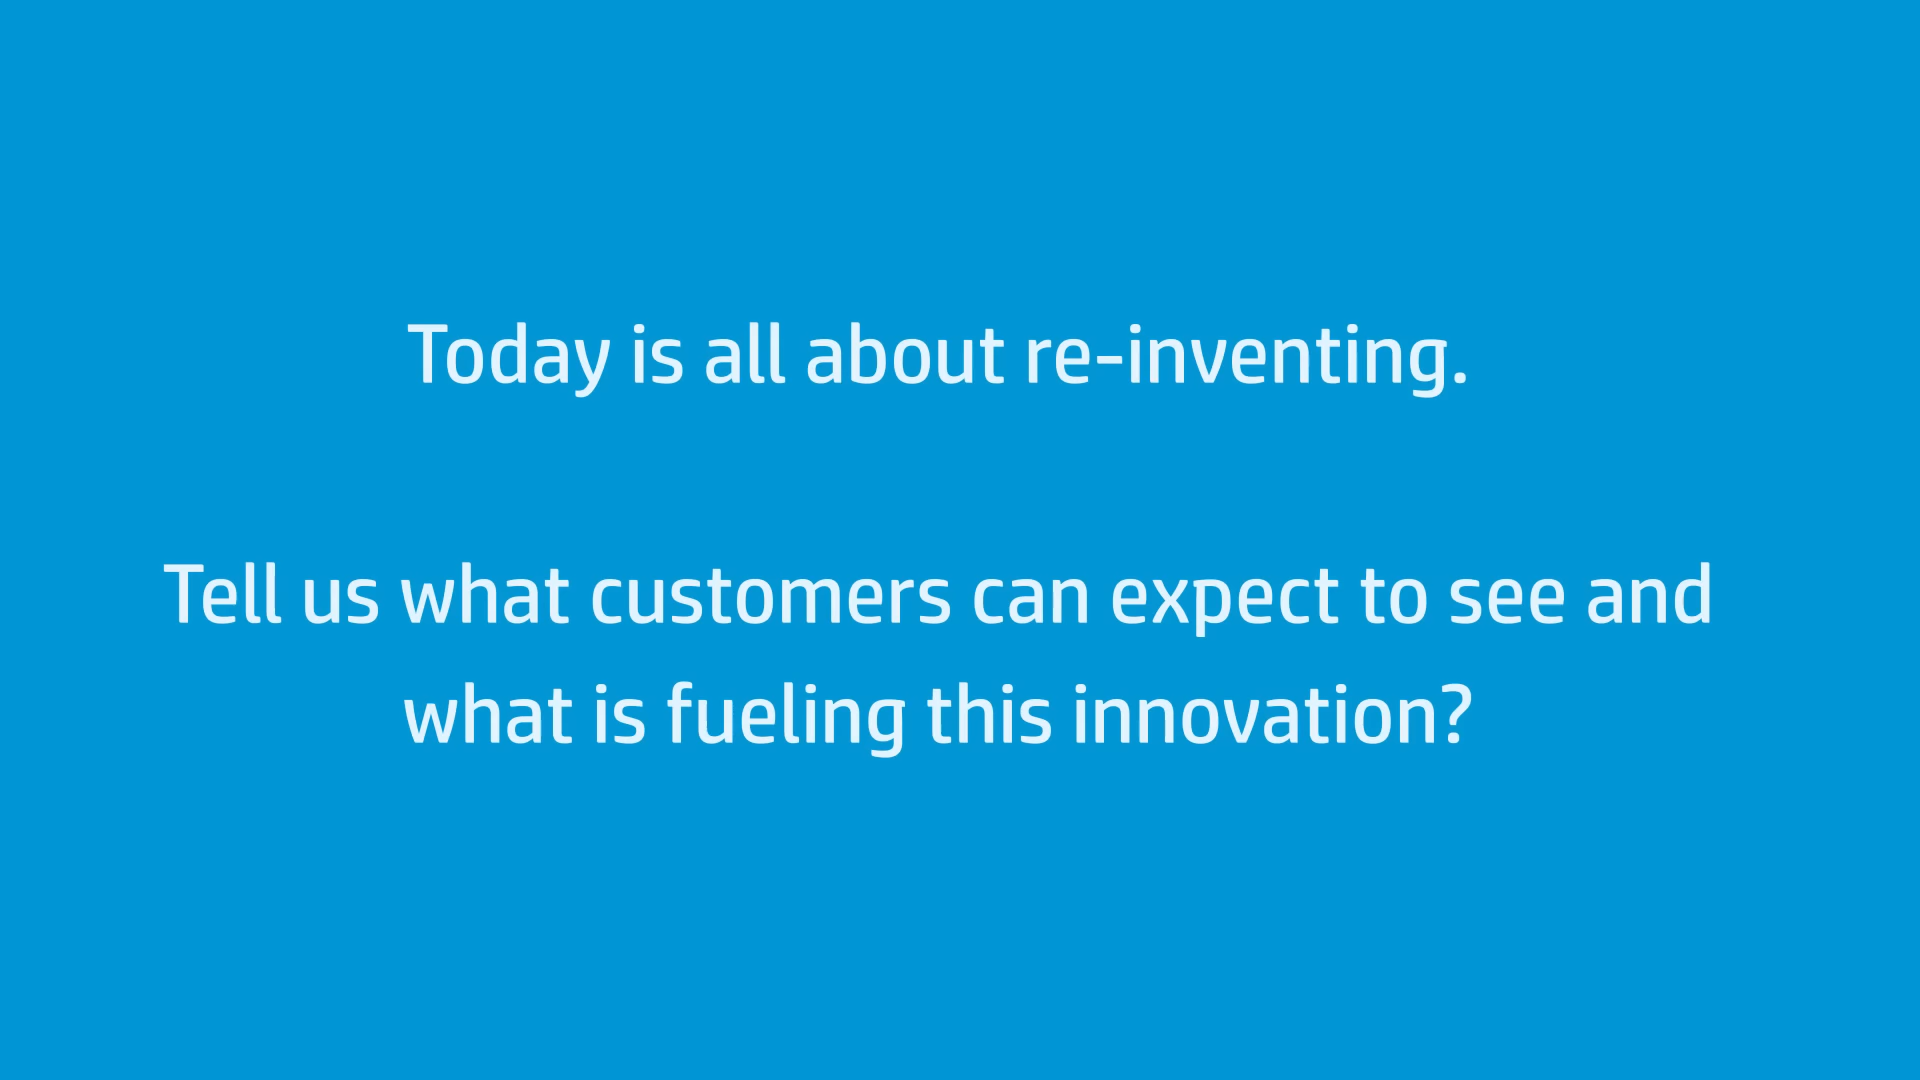 Today is all about re-inventing.
Tell us what customers can expect to see and
what is fueling this innovation?